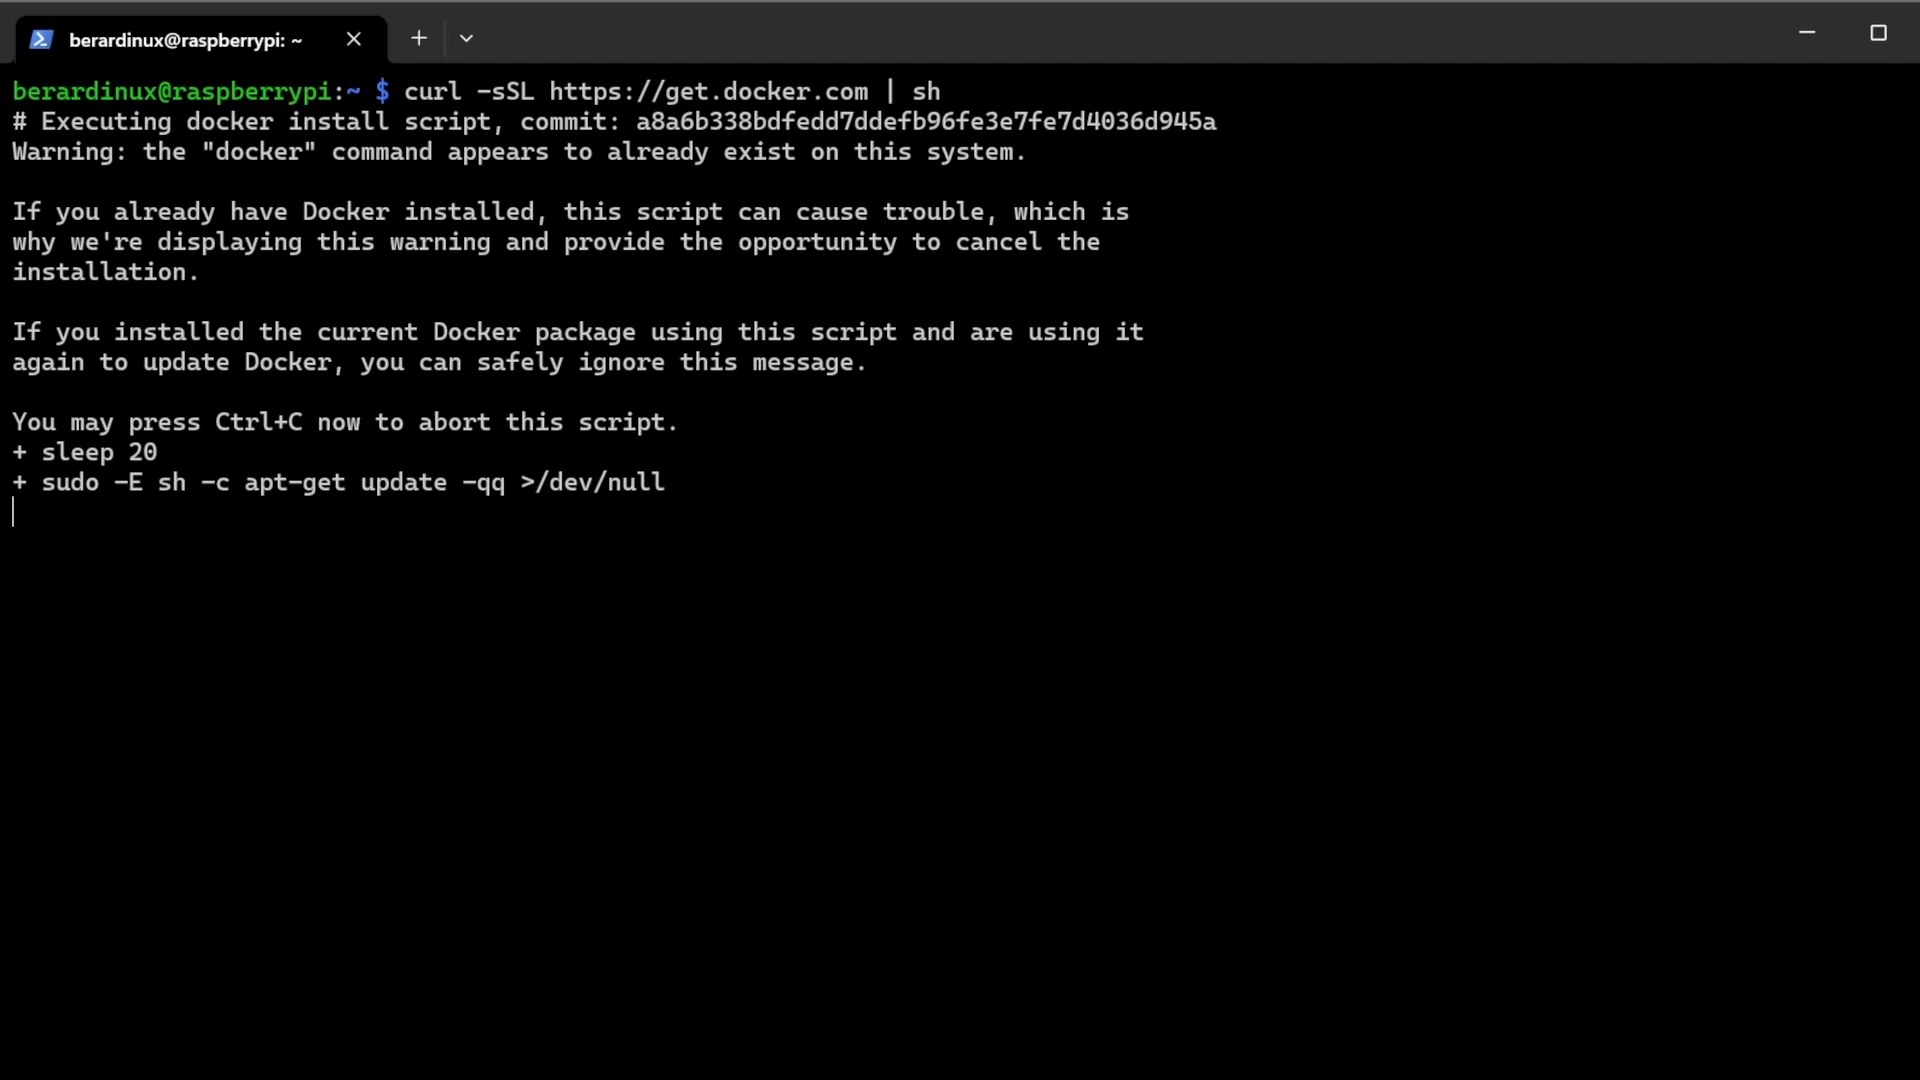 berardinux@raspberrypi: ~
berardinux@raspberrypi:~ $ curl -sSL https://get.docker.com | sh
# Executing docker install script, commit: a8a6b338bdfedd7ddefb96fe3e7fe7d4036d945a
Warning: the "docker" command appears to already exist on this system.
If you already have Docker installed, this script can cause trouble, which is
why we're displaying this warning and provide the opportunity to cancel the
installation.
If you installed the current Docker package using this script and are using it
again to update Docker, you can safely ignore this message.
You may press Ctrl+C now to abort this script.
+ sleep 20
+ sudo -E sh -c apt-get update -qq >/dev/null